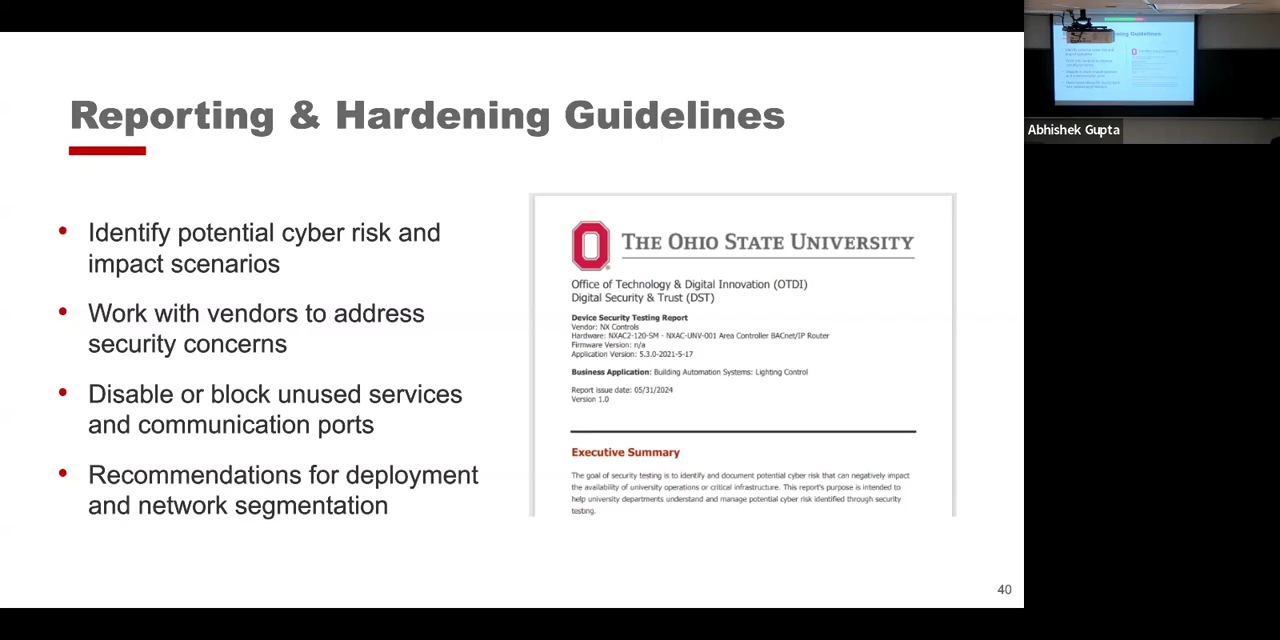 Reporting & Hardening Guidelines
• Identify potential cyber risk and
impact scenarios
• Work with vendors to address
security concerns
• Disable or block unused services
and communication ports
• Recommendations for deployment
and network segmentation
THE OHIO STATE UNIVERSITY
Office of Technology & Digital Innovation (OTDI)
Digital Security & Trust (DST)
Device Security Testing Report
Vendor: NX Controls
Hardware: NXAC2-120-SM - NXAC-UNV-001 Area Controller BACnet/IP Router
Firmware Version: n/a
Application Version: 5.3.0-2021-5-17
Business Application: Building Automation Systems: Lighting Control
Report issue date: 05/31/2024
Version 1.0
Executive Summary
The goal of security testing is to identify and document potential cyber risk that can negatively impact
the availability of university operations or critical infrastructure. This report's purpose is intended to
help university departments understand and manage potential cyber risk identified through security
testing.
40
Guidelines
Abhishek Gupta